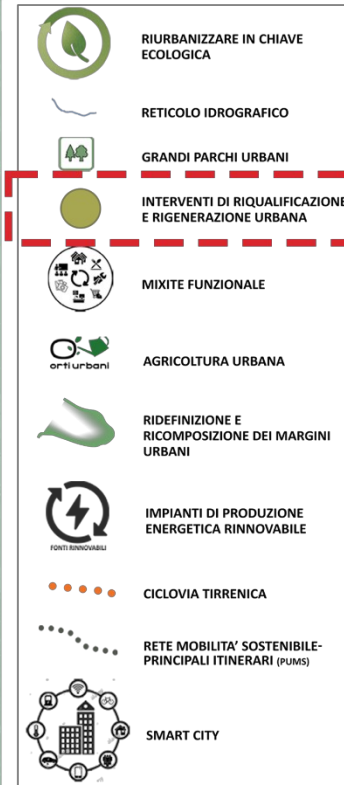 RIURBANIZZARE IN CHIAVE
ECOLOGICA
RETICOLO IDROGRAFICO
GRANDI PARCHI URBANI
INTERVENTI DI RIQUALIFICAZIONE
E RIGENERAZIONE URBANA
MIXITE FUNZIONALE
orti urbani
AGRICOLTURA URBANA
RIDEFINIZIONE E
RICOMPOSIZIONE DEI MARGINI
URBANI
IMPIANTI DI PRODUZIONE
ENERGETICA RINNOVABILE
FONTI RINNOVABILI
CICLOVIA TIRRENICA
RETE MOBILITA' SOSTENIBILE-
PRINCIPALI ITINERARI (PUMS)
SMART CITY